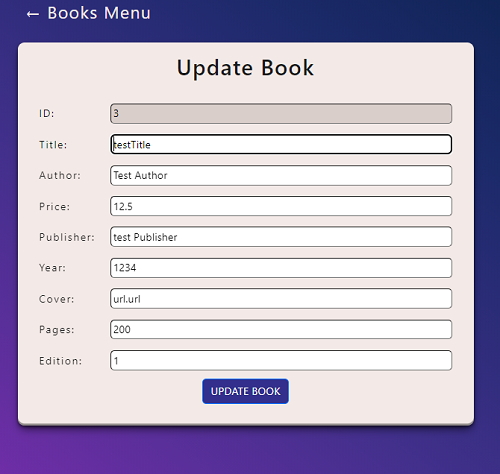 ← Books Menu
Update Book
ID: 3
Title: testTitle
Author: Test Author
Price: 12.5
Publisher: test Publisher
Year: 1234
Cover: url.url
Pages: 200
Edition: 1
UPDATE BOOK